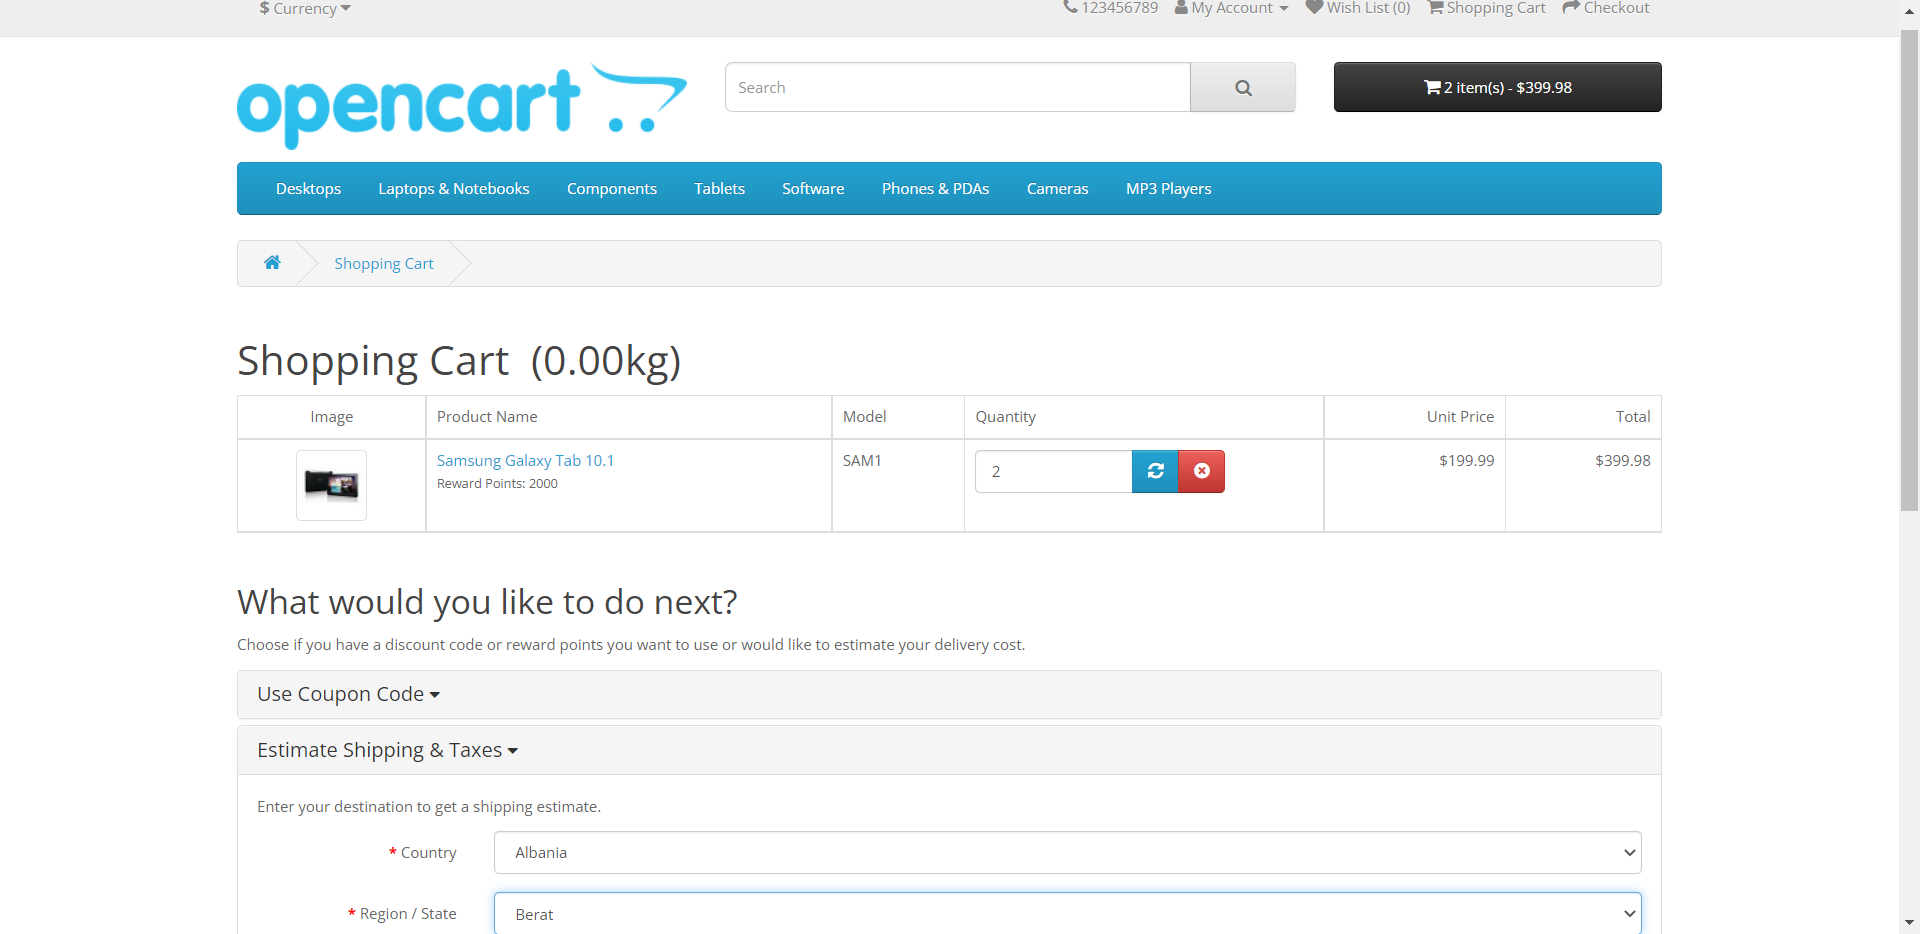 $ Currency
123456789 My Account Wish List (0) Shopping Cart Checkout
opencart
Search
2 item(s) - $399.98
Desktops Laptops & Notebooks Components Tablets Software Phones & PDAs Cameras MP3 Players
Shopping Cart
Shopping Cart (0.00kg)
Image Product Name Model Quantity Unit Price Total
Samsung Galaxy Tab 10.1 SAM1 2 $199.99 $399.98
Reward Points: 2000
What would you like to do next?
Choose if you have a discount code or reward points you want to use or would like to estimate your delivery cost.
Use Coupon Code
Estimate Shipping & Taxes
Enter your destination to get a shipping estimate.
* Country Albania
* Region / State Berat